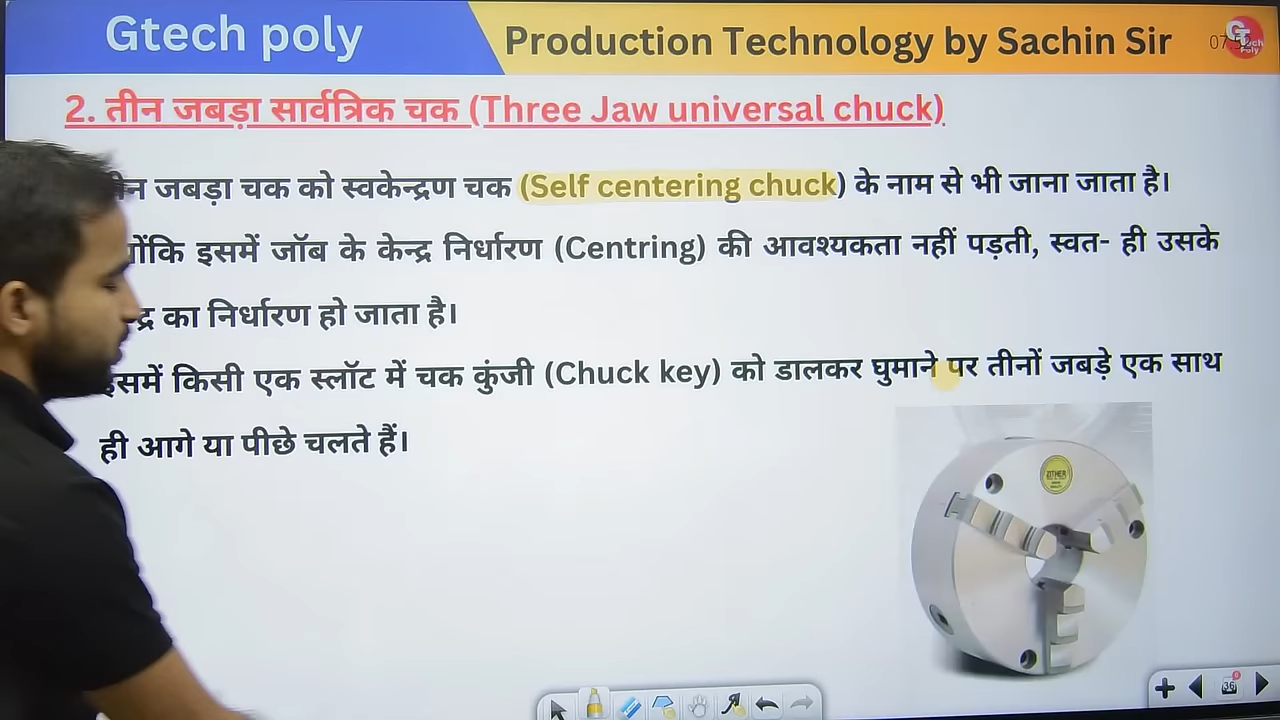 Gtech poly
Production Technology by Sachin Sir
2. तीन जबड़ा सार्वत्रिक चक (Three Jaw universal chuck)
जबड़ा चक को स्वकेन्द्रण चक (Self centering chuck) के नाम से भी जाना जाता है।
इसमें जॉब के केन्द्र निर्धारण (Centring) की आवश्यकता नहीं पड़ती, स्वत- ही उसके
का निर्धारण हो जाता है।
इसमें किसी एक स्लॉट में चक कुंजी (Chuck key) को डालकर घुमाने पर तीनों जबड़े एक साथ
ही आगे या पीछे चलते हैं।
ZITHER
36